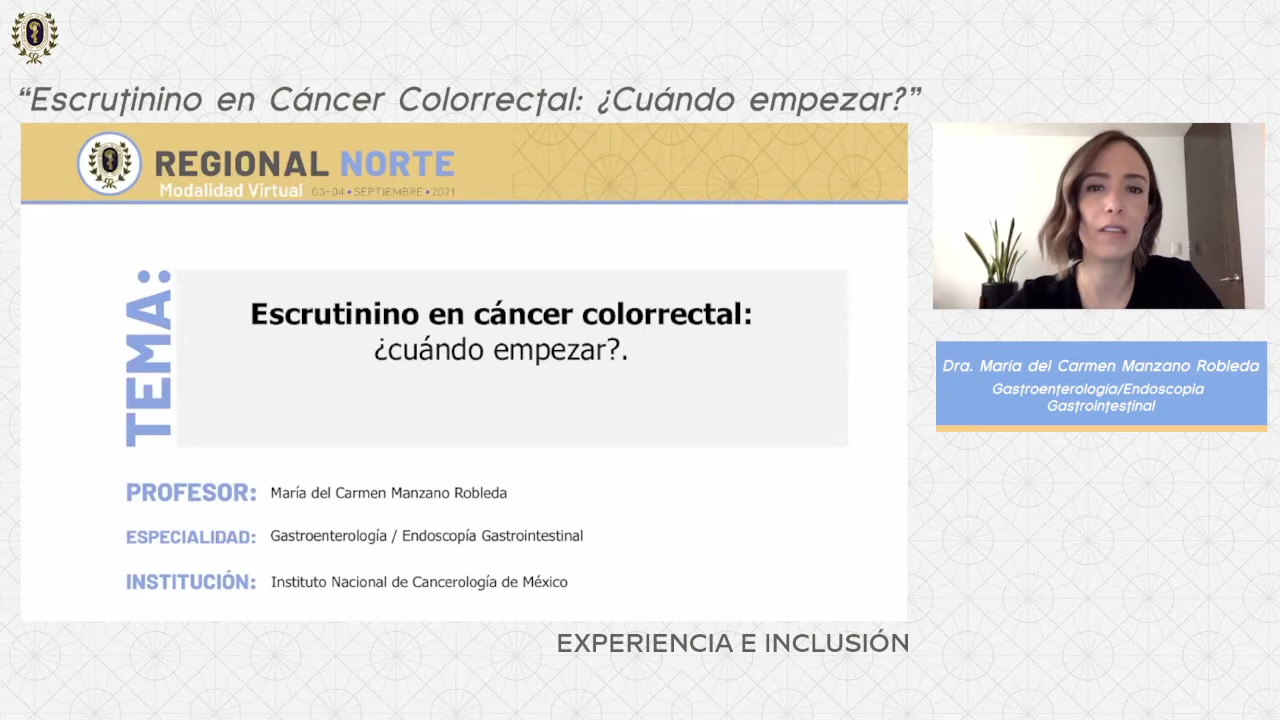 “Escrutinino en Cáncer Colorrectal: ¿Cuándo empezar?”
REGIONAL NORTE
Modalidad Virtual 03-04 • SEPTIEMBRE • 2021
TEMA:
Escrutinino en cáncer colorrectal:
¿cuándo empezar?.
PROFESOR: María del Carmen Manzano Robleda
ESPECIALIDAD: Gastroenterología / Endoscopía Gastrointestinal
INSTITUCIÓN: Instituto Nacional de Cancerología de México
Dra. María del Carmen Manzano Robleda
Gastroenterología/Endoscopia
Gastrointestinal
EXPERIENCIA E INCLUSIÓN